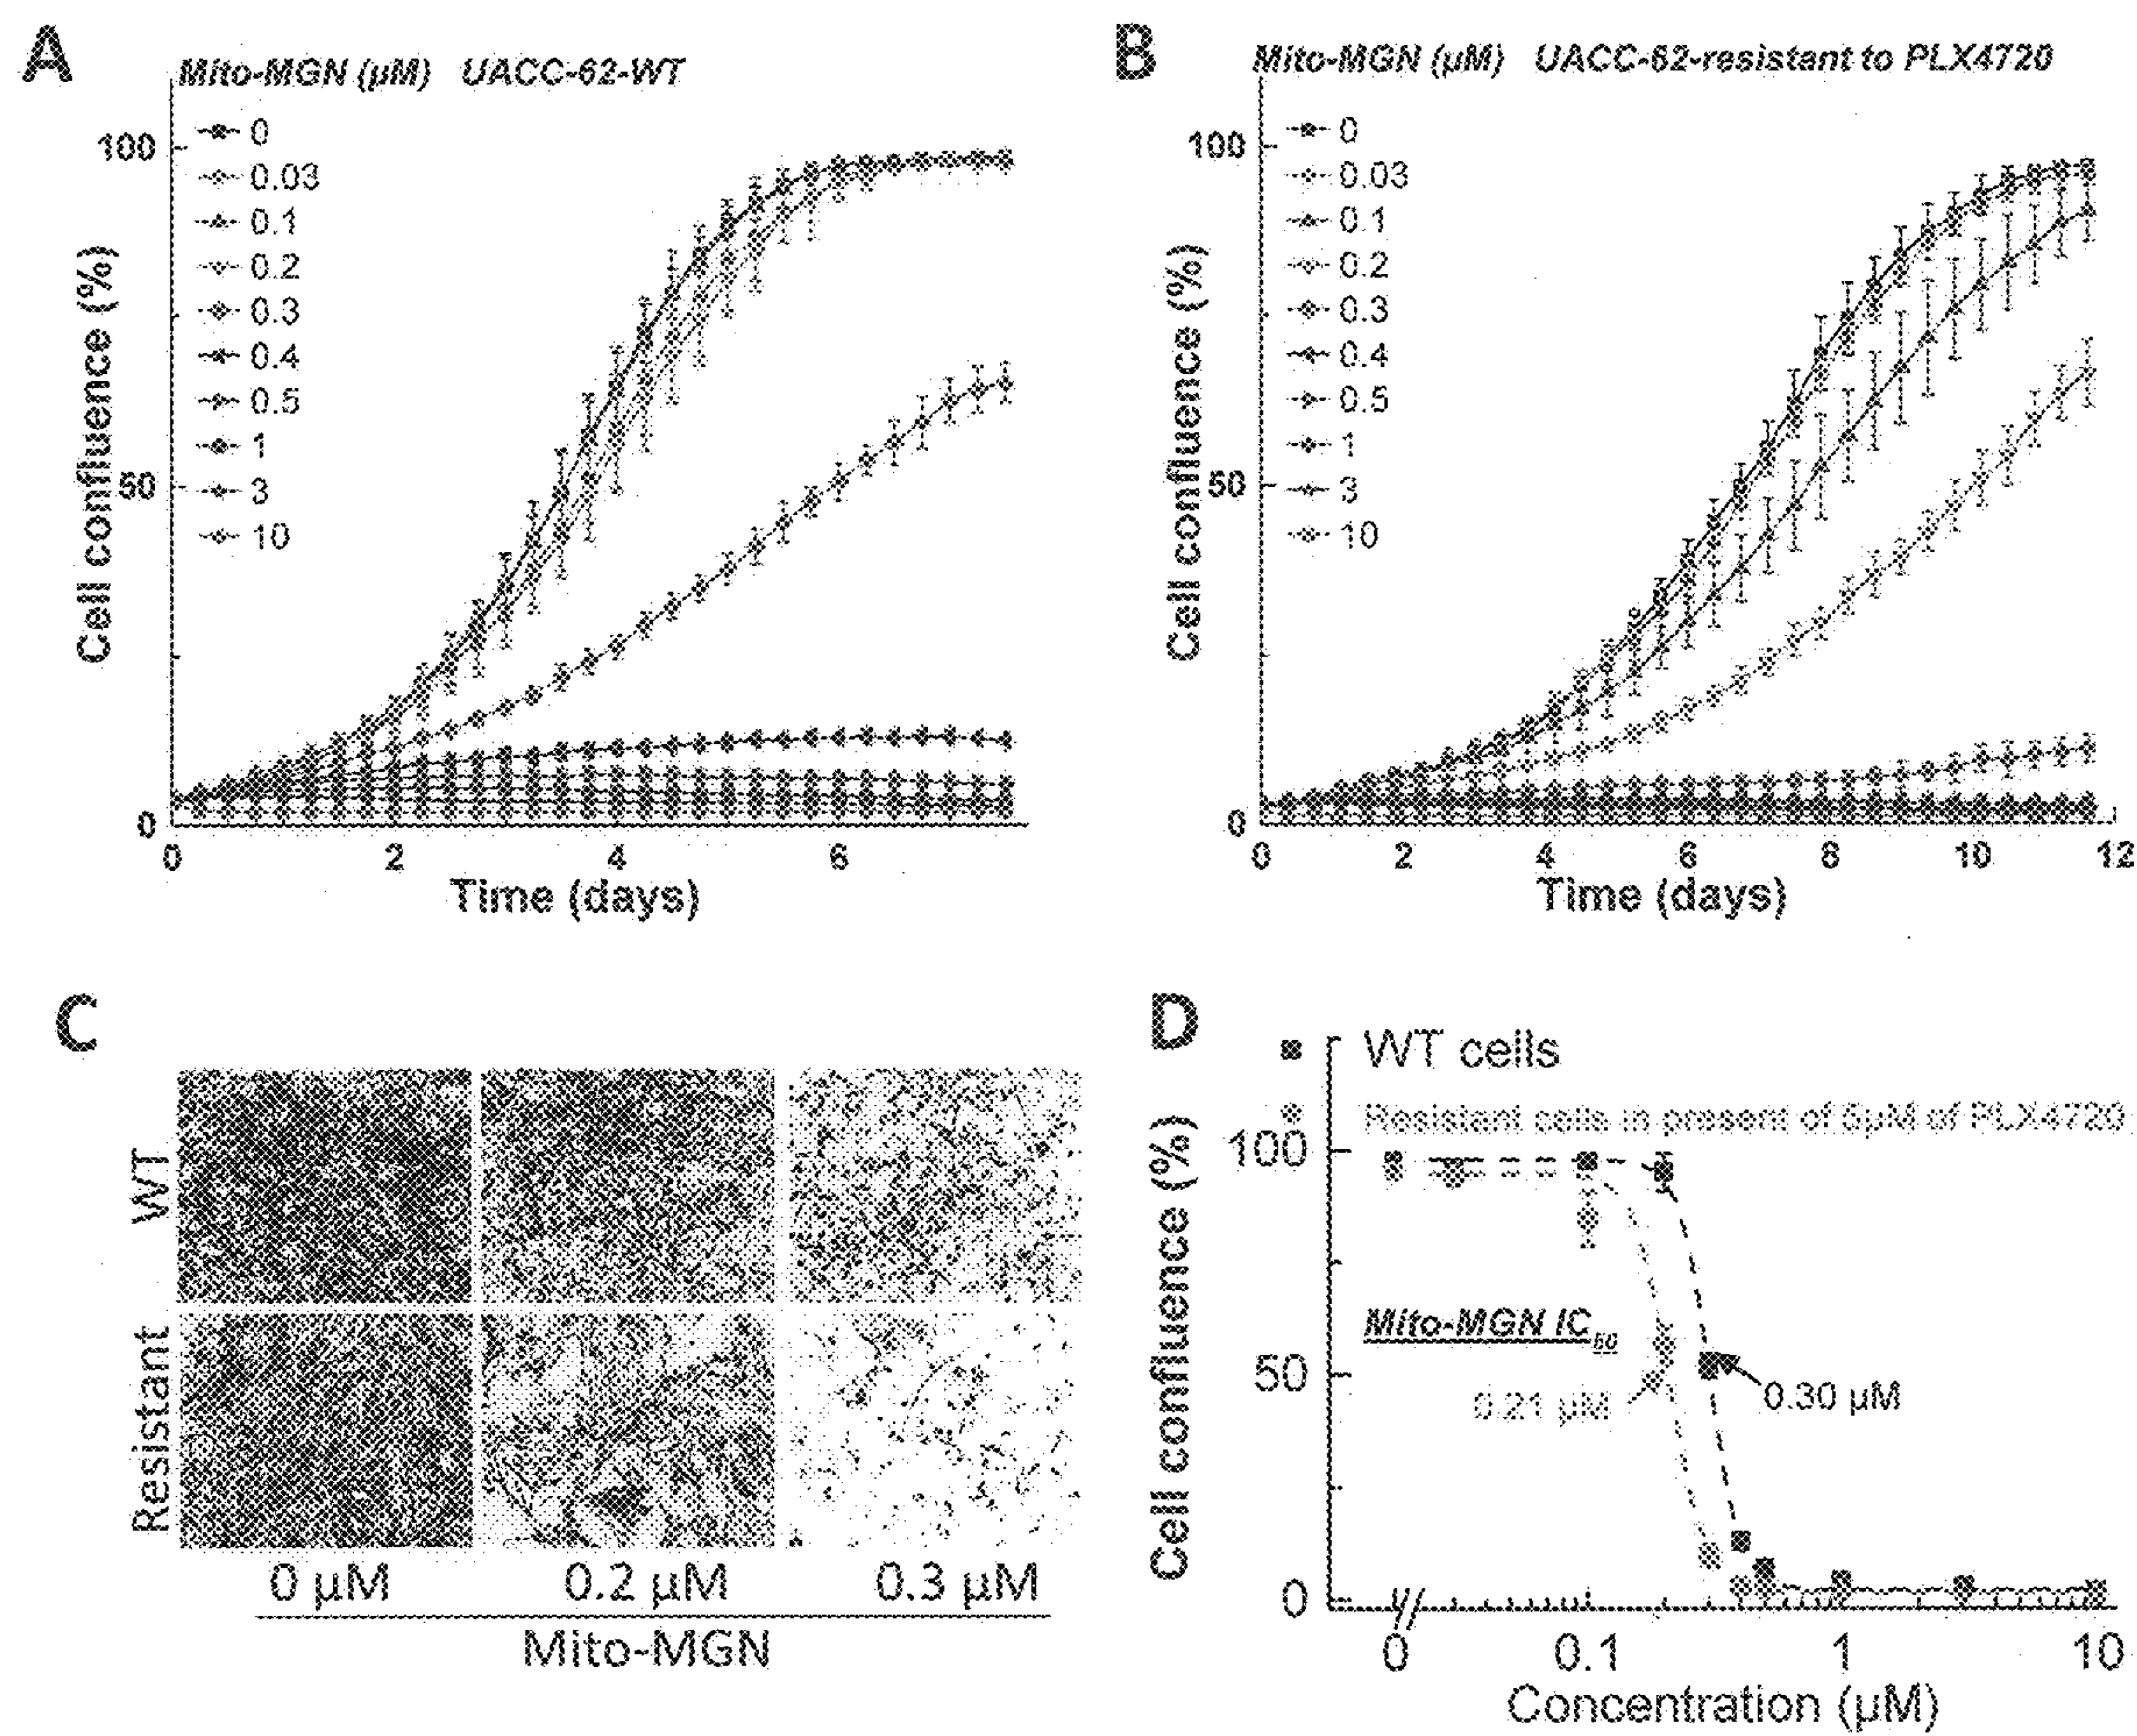 A
Mito-MGN (µM) UACC-62-WT
0
0.03
0.1
0.2
0.3
0.4
0.5
1
3
10
100
50
0
Cell confluence (%)
0 2 4 6
Time (days)
B
Mito-MGN (µM) UACC-62-resistant to PLX4720
0
0.03
0.1
0.2
0.3
0.4
0.5
1
3
10
100
50
0
Cell confluence (%)
0 2 4 6 8 10 12
Time (days)
C
WT
Resistant
0 µM 0.2 µM 0.3 µM
Mito-MGN
D
WT cells
Resistant cells in present of 5µM of PLX4720
100
50
0
Cell confluence (%)
Mito-MGN IC50
0.21 µM
0.30 µM
0 0.1 1 10
Concentration (µM)